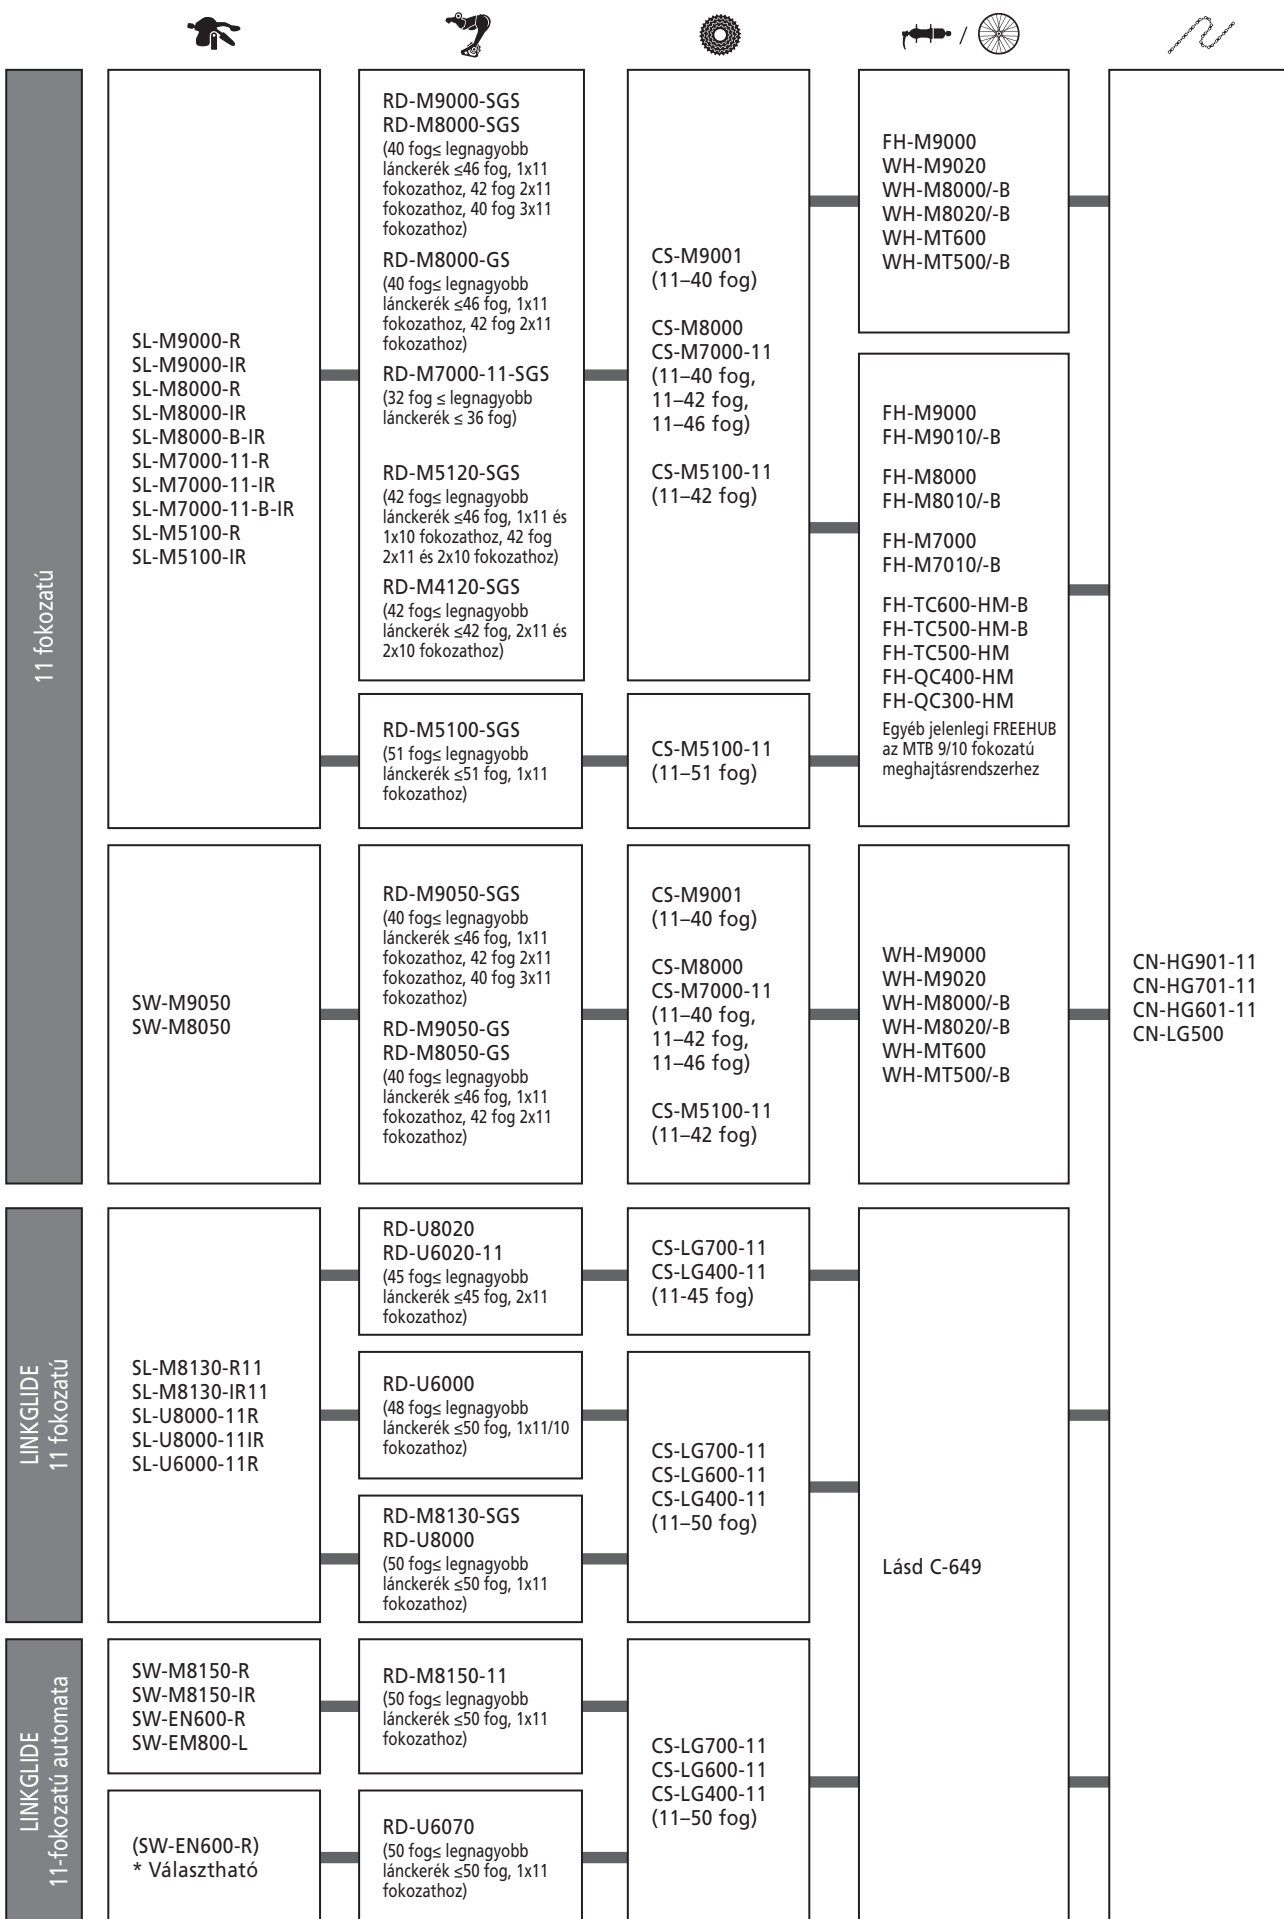 /
11 fokozatú
SL-M9000-R
SL-M9000-IR
SL-M8000-R
SL-M8000-IR
SL-M8000-B-IR
SL-M7000-11-R
SL-M7000-11-IR
SL-M7000-11-B-IR
SL-M5100-R
SL-M5100-IR
RD-M9000-SGS
RD-M8000-SGS
(40 fog≤ legnagyobb
lánckerék ≤46 fog, 1x11
fokozathoz, 42 fog 2x11
fokozathoz, 40 fog 3x11
fokozathoz)
RD-M8000-GS
(40 fog≤ legnagyobb
lánckerék ≤46 fog, 1x11
fokozathoz, 42 fog 2x11
fokozathoz)
RD-M7000-11-SGS
(32 fog ≤ legnagyobb
lánckerék ≤ 36 fog)
RD-M5120-SGS
(42 fog≤ legnagyobb
lánckerék ≤46 fog, 1x11 és
1x10 fokozathoz, 42 fog
2x11 és 2x10 fokozathoz)
RD-M4120-SGS
(42 fog≤ legnagyobb
lánckerék ≤42 fog, 2x11 és
2x10 fokozathoz)
CS-M9001
(11–40 fog)
CS-M8000
CS-M7000-11
(11–40 fog,
11–42 fog,
11–46 fog)
CS-M5100-11
(11–42 fog)
FH-M9000
WH-M9020
WH-M8000/-B
WH-M8020/-B
WH-MT600
WH-MT500/-B
FH-M9000
FH-M9010/-B
FH-M8000
FH-M8010/-B
FH-M7000
FH-M7010/-B
FH-TC600-HM-B
FH-TC500-HM-B
FH-TC500-HM
FH-QC400-HM
FH-QC300-HM
Egyéb jelenlegi FREEHUB
az MTB 9/10 fokozatú
meghajtásrendszerhez
RD-M5100-SGS
(51 fog≤ legnagyobb
lánckerék ≤51 fog, 1x11
fokozathoz)
CS-M5100-11
(11–51 fog)
SW-M9050
SW-M8050
RD-M9050-SGS
(40 fog≤ legnagyobb
lánckerék ≤46 fog, 1x11
fokozathoz, 42 fog 2x11
fokozathoz, 40 fog 3x11
fokozathoz)
RD-M9050-GS
RD-M8050-GS
(40 fog≤ legnagyobb
lánckerék ≤46 fog, 1x11
fokozathoz, 42 fog 2x11
fokozathoz)
CS-M9001
(11–40 fog)
CS-M8000
CS-M7000-11
(11–40 fog,
11–42 fog,
11–46 fog)
CS-M5100-11
(11–42 fog)
WH-M9000
WH-M9020
WH-M8000/-B
WH-M8020/-B
WH-MT600
WH-MT500/-B
CN-HG901-11
CN-HG701-11
CN-HG601-11
CN-LG500
LINKGLIDE
11 fokozatú
SL-M8130-R11
SL-M8130-IR11
SL-U8000-11R
SL-U8000-11IR
SL-U6000-11R
RD-U8020
RD-U6020-11
(45 fog≤ legnagyobb
lánckerék ≤45 fog, 2x11
fokozathoz)
CS-LG700-11
CS-LG400-11
(11-45 fog)
RD-U6000
(48 fog≤ legnagyobb
lánckerék ≤50 fog, 1x11/10
fokozathoz)
RD-M8130-SGS
RD-U8000
(50 fog≤ legnagyobb
lánckerék ≤50 fog, 1x11
fokozathoz)
CS-LG700-11
CS-LG600-11
CS-LG400-11
(11–50 fog)
Lásd C-649
LINKGLIDE
11-fokozatú automata
SW-M8150-R
SW-M8150-IR
SW-EN600-R
SW-EM800-L
RD-M8150-11
(50 fog≤ legnagyobb
lánckerék ≤50 fog, 1x11
fokozathoz)
CS-LG700-11
CS-LG600-11
CS-LG400-11
(11–50 fog)
(SW-EN600-R)
* Választható
RD-U6070
(50 fog≤ legnagyobb
lánckerék ≤50 fog, 1x11
fokozathoz)